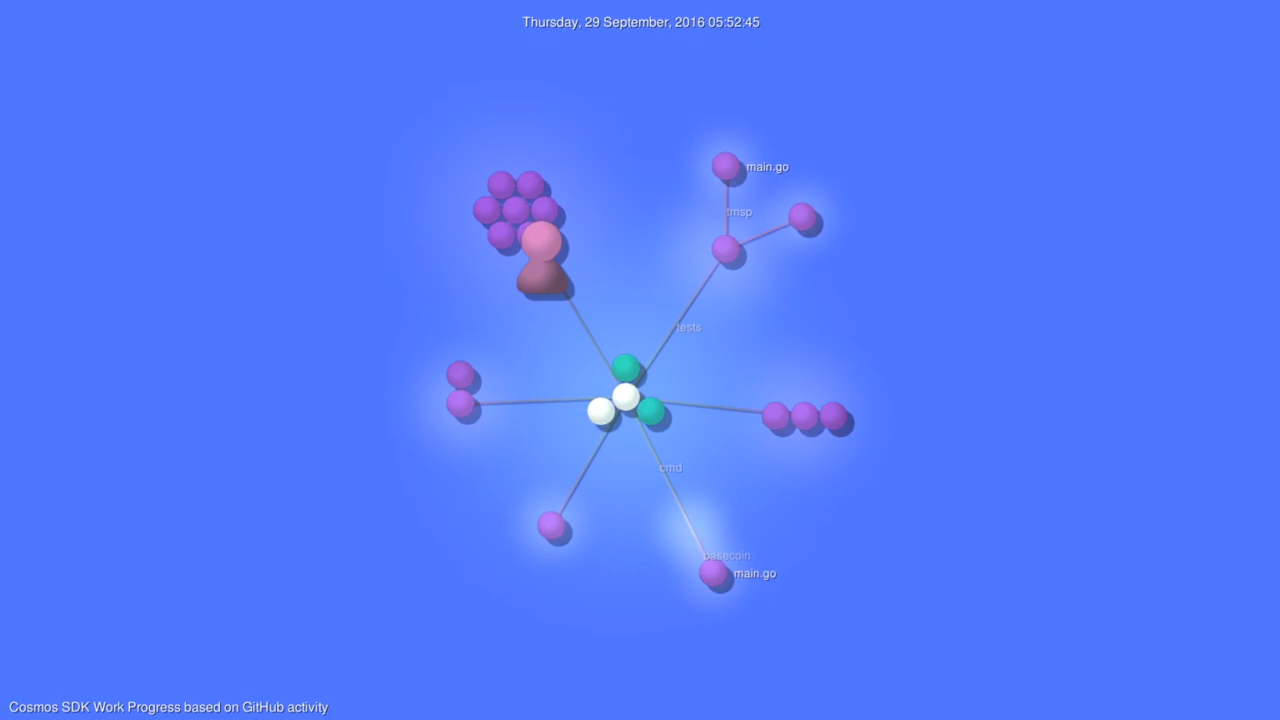 Thursday, 29 September, 2016 05:52:45
main.go
tmsp
tests
cmd
basecoin
main.go
Cosmos SDK Work Progress based on GitHub activity